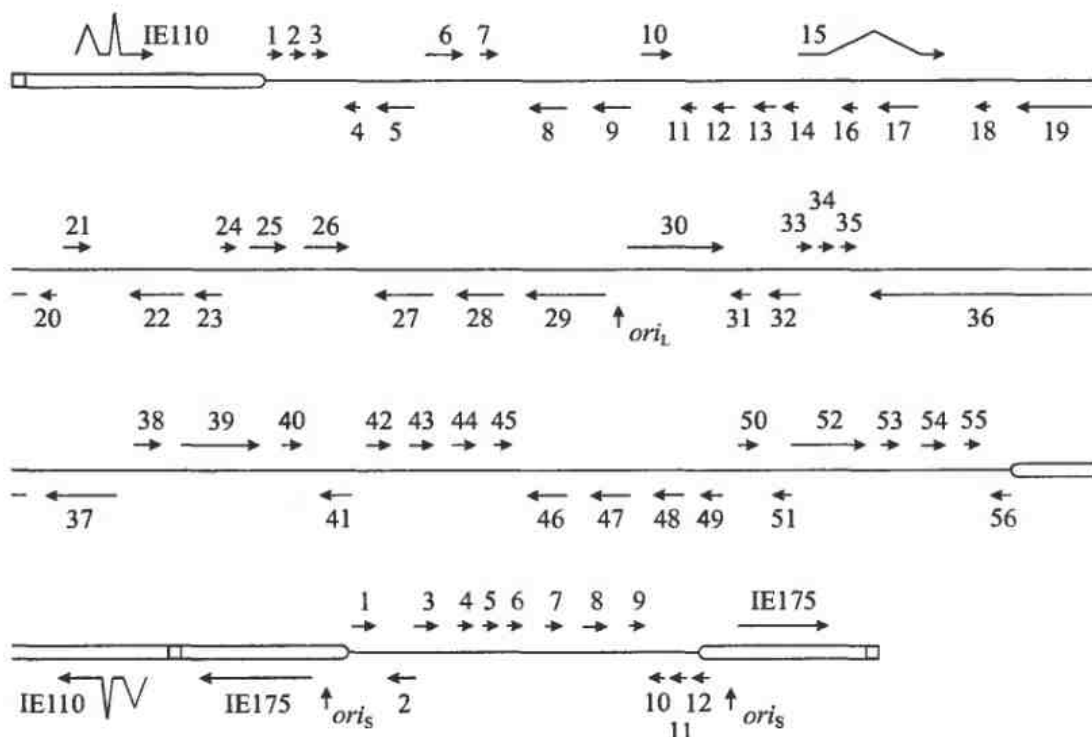 IE110 1 2 3 6 7 10 15
4 5 8 9 11 12 13 14 16 17 18 19
34
21 24 25 26 30 33 35
20 22 23 27 28 29 oriL 31 32 36
38 39 40 42 43 44 45 50 52 53 54 55
37 41 46 47 48 49 51 56
1 3 4 5 6 7 8 9 IE175
IE110 IE175 oriS 2 10 12 oriS
11